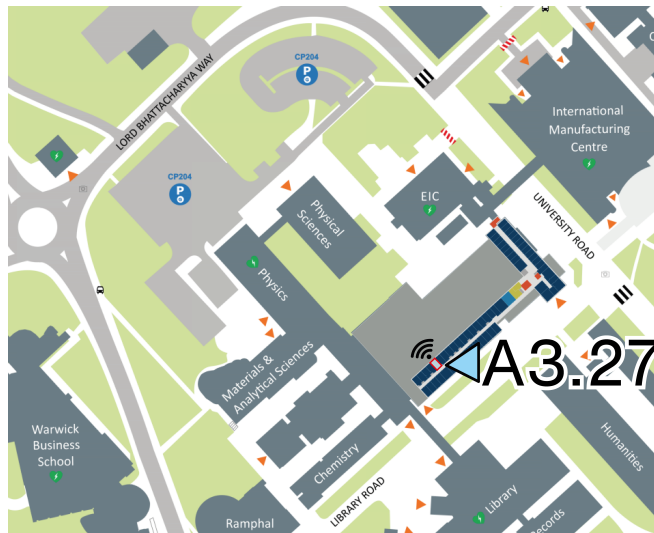 LORD BHATTACHARYYA WAY
CP204
P
International
Manufacturing
Centre
CP204
P
EIC
Physical
Sciences
UNIVERSITY ROAD
Physics
A3.27
Materials &
Analytical Sciences
Warwick
Business
School
Chemistry
Humanities
LIBRARY ROAD
Library
Ramphal